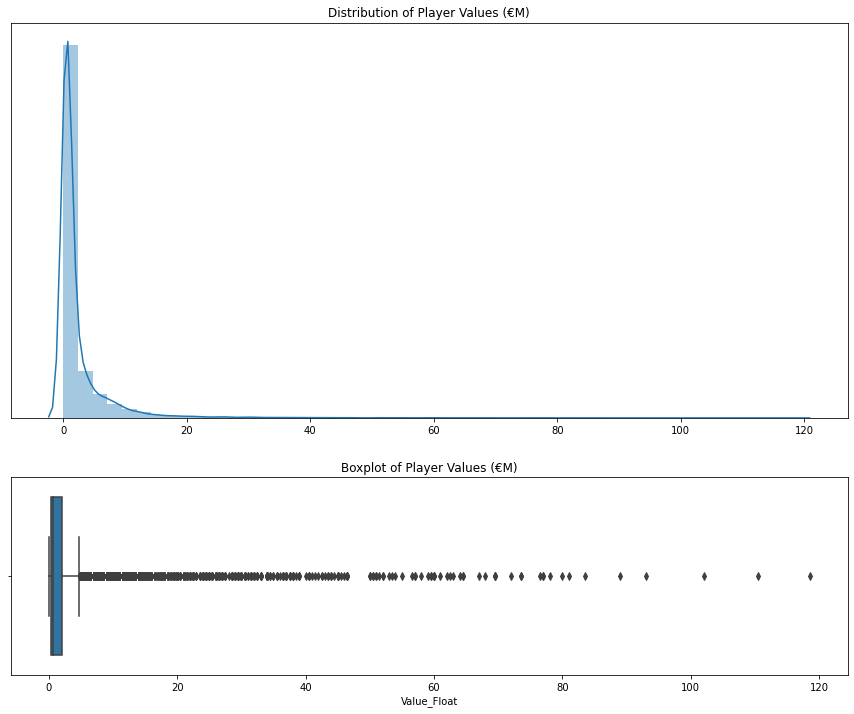 Distribution of Player Values (€M)
0 20 40 60 80 100 120
Boxplot of Player Values (€M)
0 20 40 60 80 100 120
Value_Float